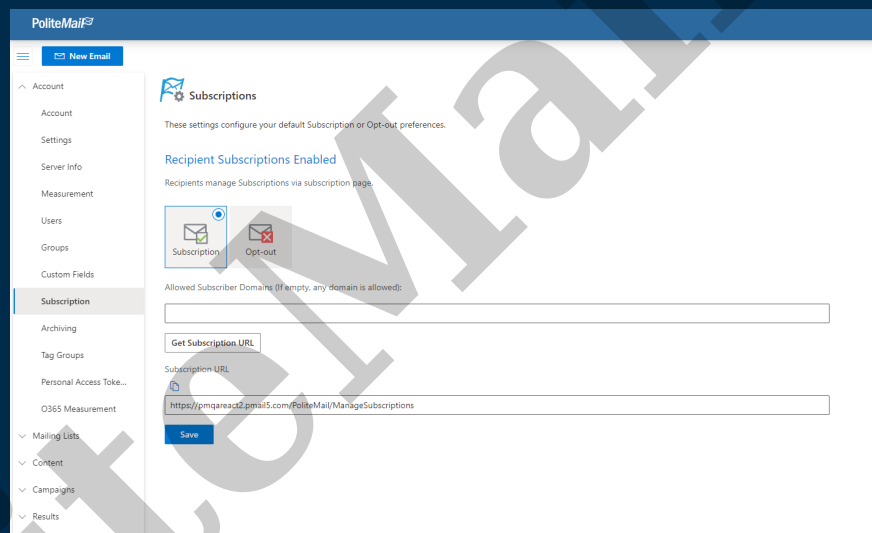 PoliteMail
New Email
Account
Account
Settings
Server Info
Measurement
Users
Groups
Custom Fields
Subscription
Archiving
Tag Groups
Personal Access Toke...
O365 Measurement
Mailing Lists
Content
Campaigns
Results
Subscriptions
These settings configure your default Subscription or Opt-out preferences.
Recipient Subscriptions Enabled
Recipients manage Subscriptions via subscription page.
Subscription
Opt-out
Allowed Subscriber Domains (If empty, any domain is allowed):
Get Subscription URL
Subscription URL
https://pmqareact2.pmail5.com/PoliteMail/ManageSubscriptions
Save
iteMai